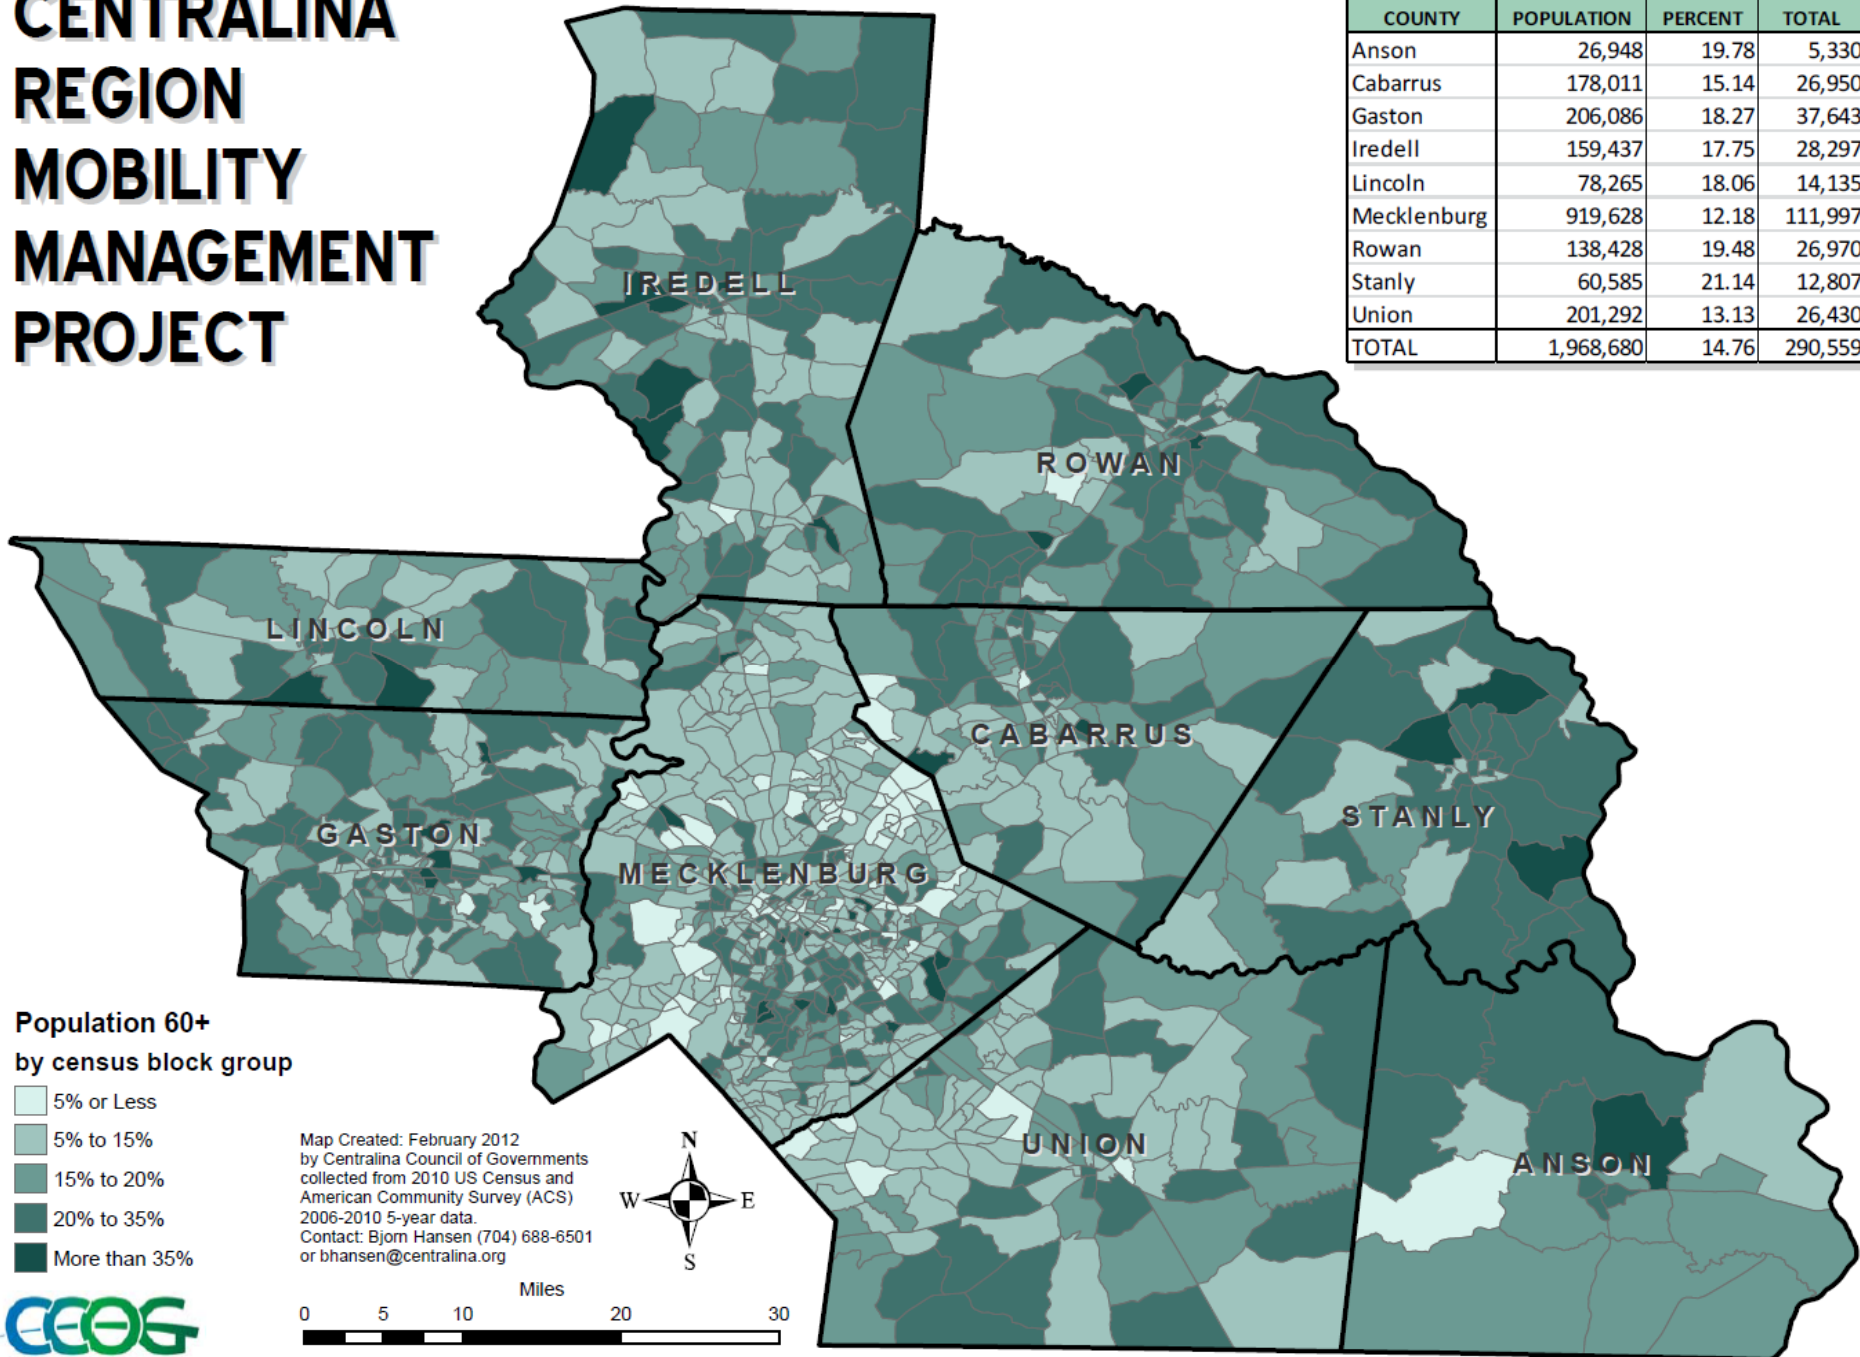 CENTRALINA
REGION
MOBILITY
MANAGEMENT
PROJECT
COUNTY POPULATION PERCENT TOTAL
Anson 26,948 19.78 5,330
Cabarrus 178,011 15.14 26,950
Gaston 206,086 18.27 37,643
Iredell 159,437 17.75 28,297
Lincoln 78,265 18.06 14,135
Mecklenburg 919,628 12.18 111,997
Rowan 138,428 19.48 26,970
Stanly 60,585 21.14 12,807
Union 201,292 13.13 26,430
TOTAL 1,968,680 14.76 290,559
IREDELL
ROWAN
LINCOLN
CABARRUS
STANLY
GASTON
MECKLENBURG
UNION
ANSON
Population 60+
by census block group
5% or Less
5% to 15%
15% to 20%
20% to 35%
More than 35%
Map Created: February 2012
by Centralina Council of Governments
collected from 2010 US Census and
American Community Survey (ACS)
2006-2010 5-year data.
Contact: Bjorn Hansen (704) 688-6501
or bhansen@centralina.org
N
W E
S
Miles
0 5 10 20 30
CCOG